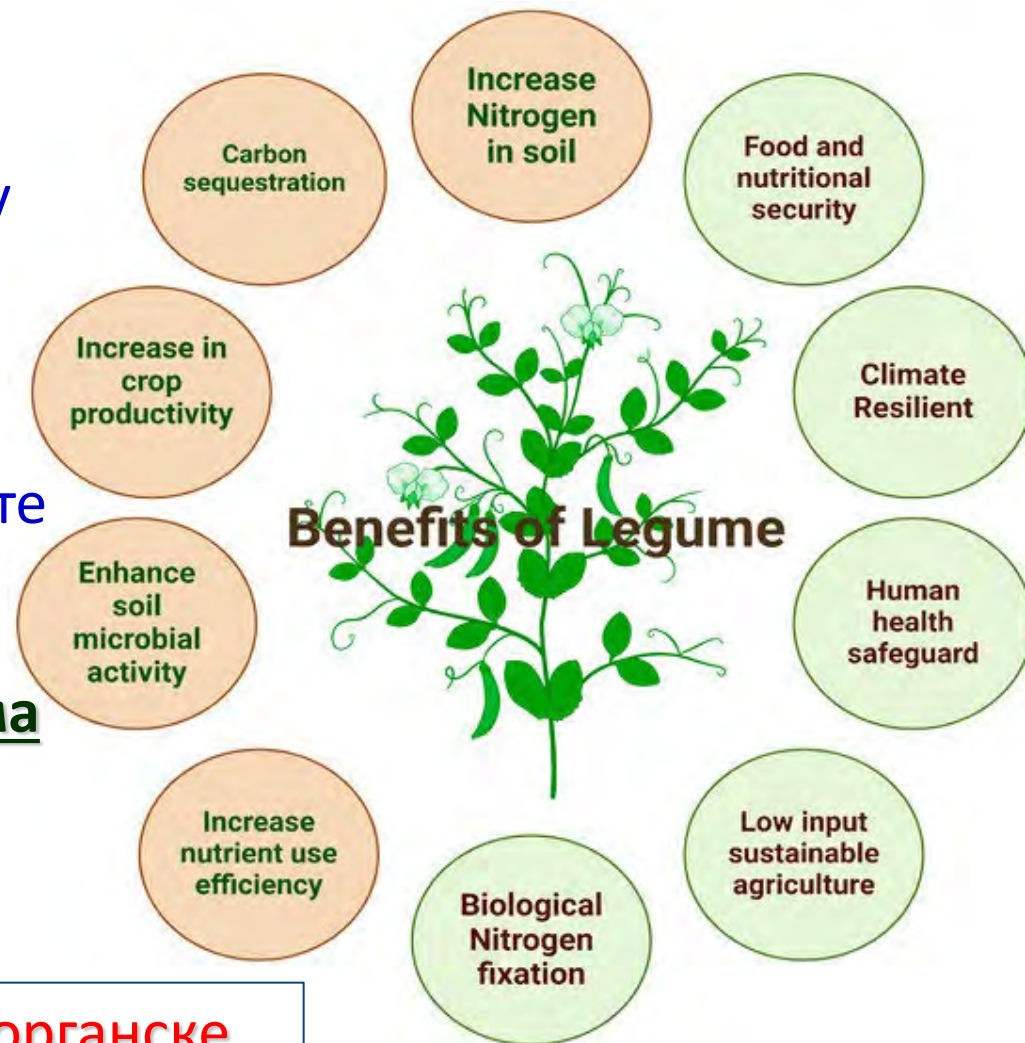 у
те
ма
органске
Increase
Nitrogen
in soil
Food and
nutritional
security
Climate
Resilient
Human
health
safeguard
Low input
sustainable
agriculture
Biological
Nitrogen
fixation
Increase
nutrient use
efficiency
Enhance
soil
microbial
activity
Increase in
crop
productivity
Carbon
sequestration
Benefits of Legume